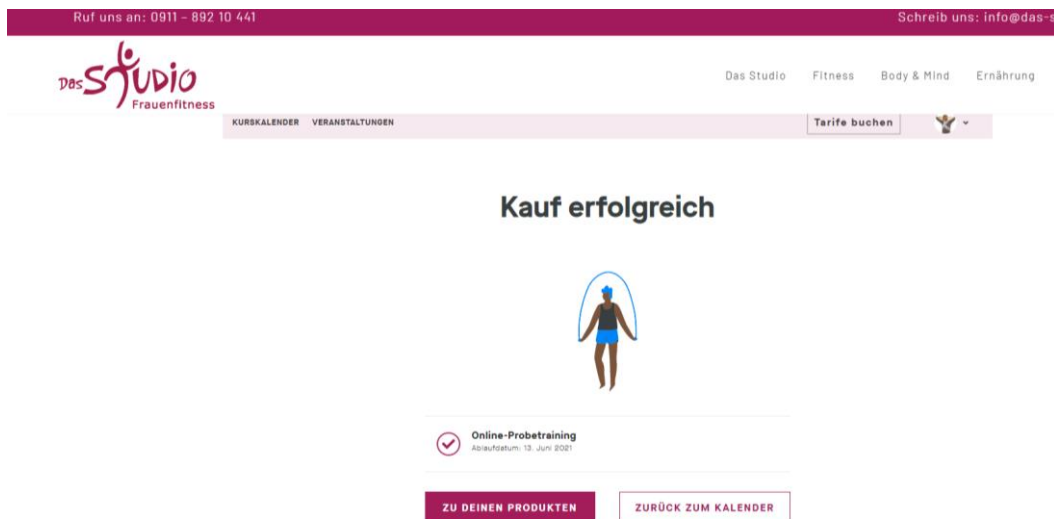 Ruf uns an: 0911 – 892 10 441
Schreib uns: info@das-s
Das STUDIO
Frauenfitness
Das Studio Fitness Body & Mind Ernährung
KURSKALENDER VERANSTALTUNGEN Tarife buchen
Kauf erfolgreich
Online-Probetraining
Ablaufdatum: 13. Juni 2021
ZU DEINEN PRODUKTEN ZURÜCK ZUM KALENDER